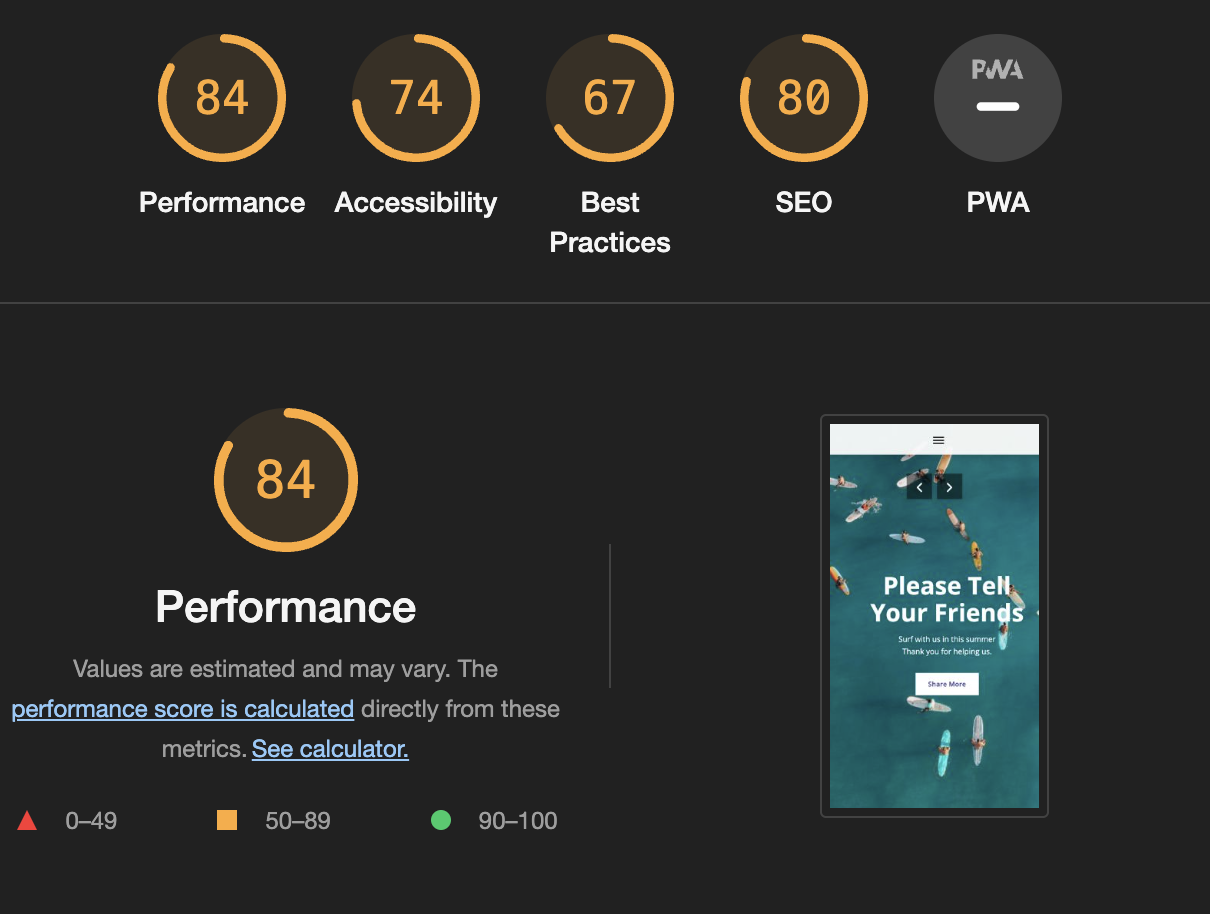 84
74
67
80
PWA
Performance
Accessibility
Best
Practices
SEO
PWA
84
Performance
Values are estimated and may vary. The
performance score is calculated directly from these
metrics. See calculator.
0–49
50–89
90–100
Please Tell
Your Friends
Surf with us in this summer
Thank you for helping us.
Share More